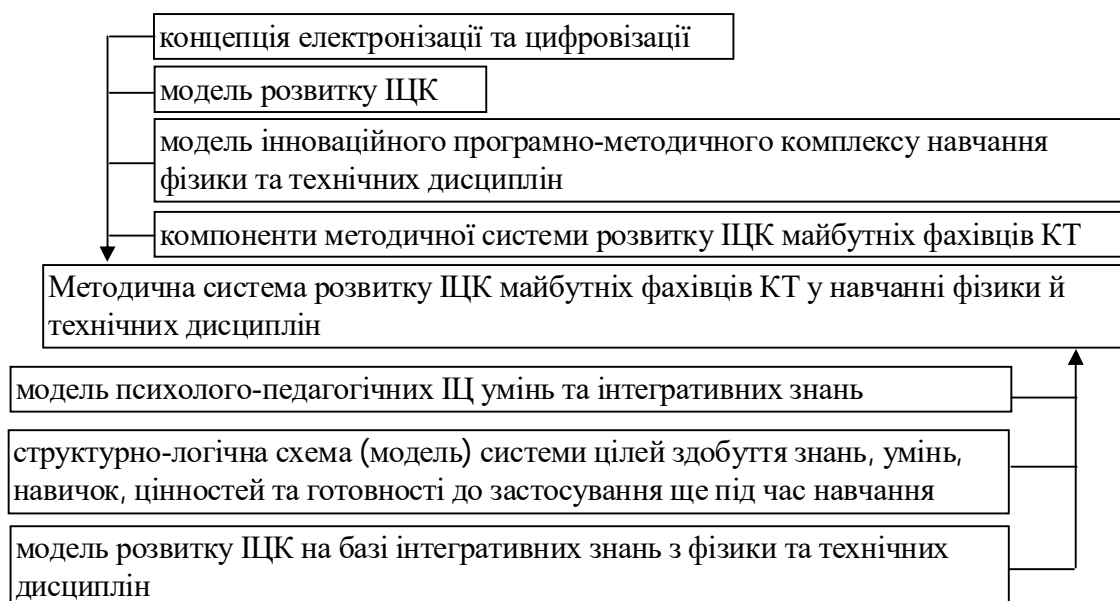 концепція електронізації та цифровізації
модель розвитку ІЦК
модель інноваційного програмно-методичного комплексу навчання
фізики та технічних дисциплін
компоненти методичної системи розвитку ІЦК майбутніх фахівців КТ
Методична система розвитку ІЦК майбутніх фахівців КТ у навчанні фізики й
технічних дисциплін
модель психолого-педагогічних ІЦ умінь та інтегративних знань
структурно-логічна схема (модель) системи цілей здобуття знань, умінь,
навичок, цінностей та готовності до застосування ще під час навчання
модель розвитку ІЦК на базі інтегративних знань з фізики та технічних
дисциплін